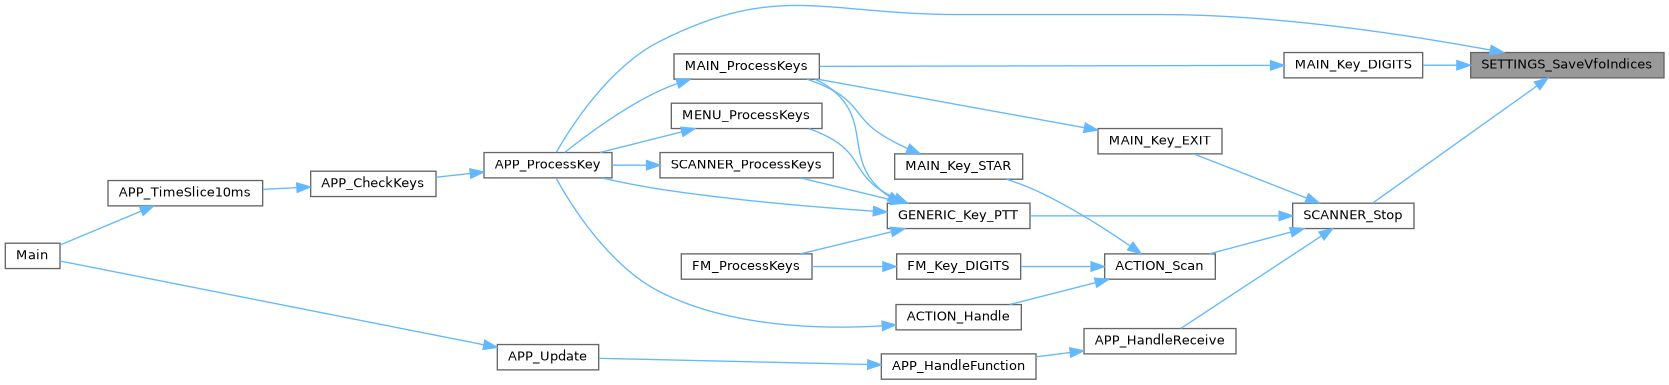 MAIN_ProcessKeys
MAIN_Key_DIGITS
SETTINGS_SaveVfoIndices
MENU_ProcessKeys
MAIN_Key_EXIT
APP_ProcessKey
SCANNER_ProcessKeys
MAIN_Key_STAR
APP_CheckKeys
APP_TimeSlice10ms
GENERIC_Key_PTT
SCANNER_Stop
Main
FM_ProcessKeys
FM_Key_DIGITS
ACTION_Scan
ACTION_Handle
APP_HandleReceive
APP_Update
APP_HandleFunction